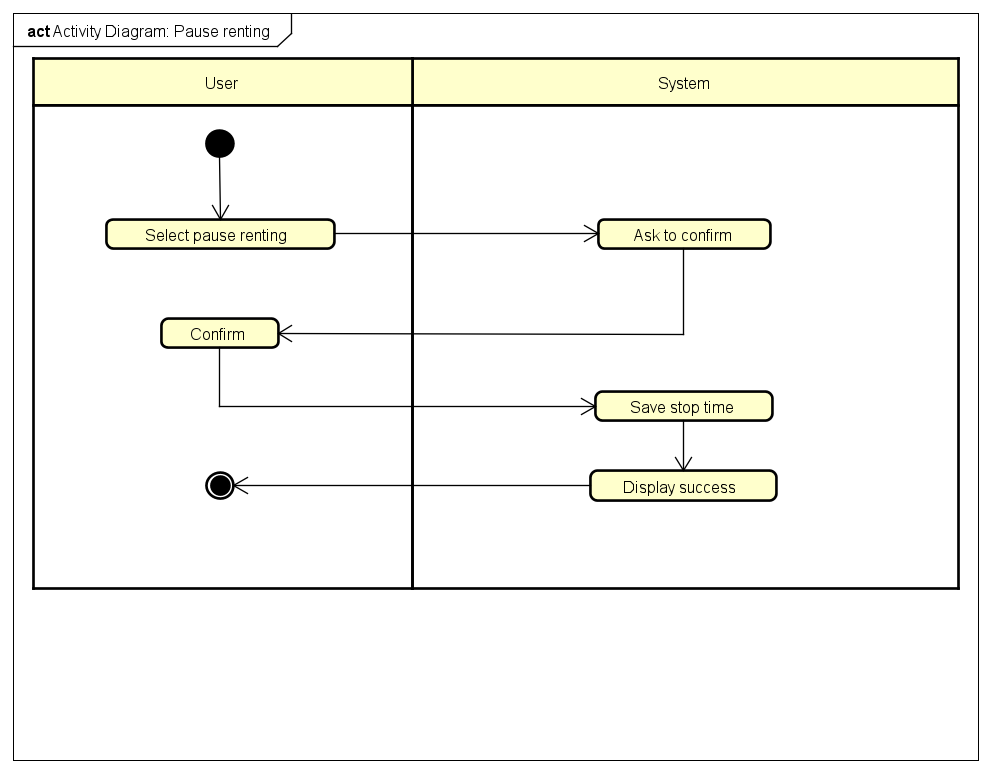 act Activity Diagram: Pause renting
User
System
Select pause renting
Ask to confirm
Confirm
Save stop time
Display success